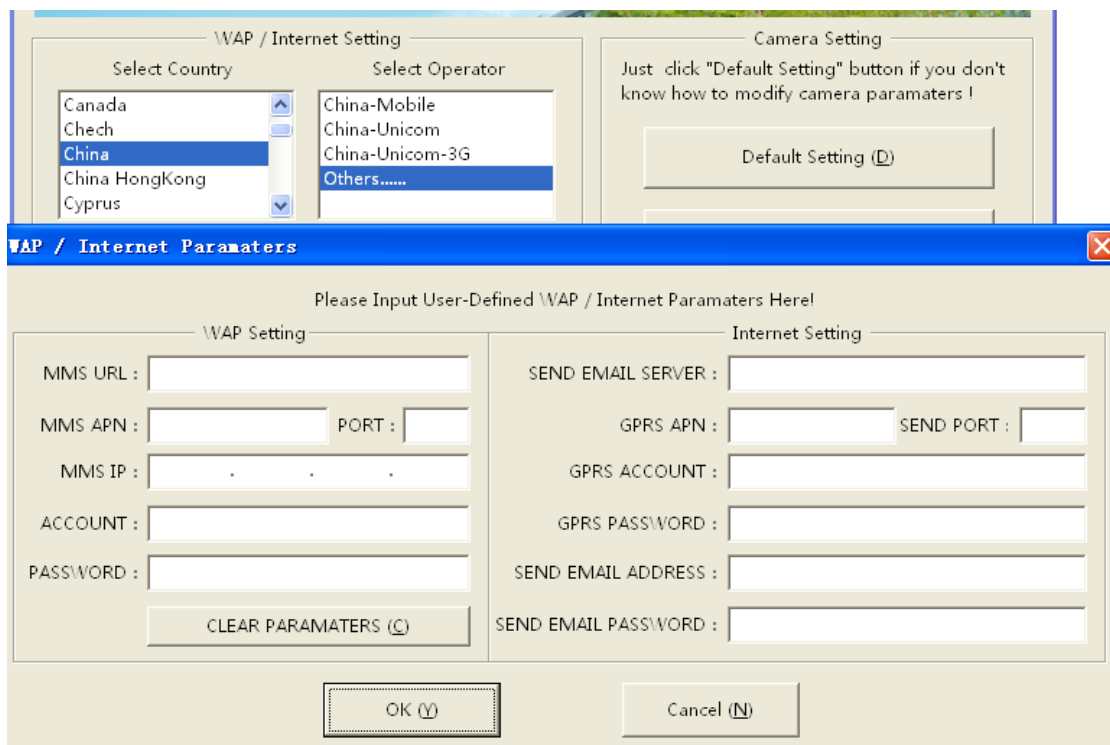 WAP / Internet Setting
Select Country
Select Operator
Canada
Chech
China
China HongKong
Cyprus
China-Mobile
China-Unicom
China-Unicom-3G
Others......
Camera Setting
Just click "Default Setting" button if you don't
know how to modify camera paramaters !
Default Setting (D)
WAP / Internet Paramaters
Please Input User-Defined WAP / Internet Paramaters Here!
WAP Setting
MMS URL :
MMS APN :
PORT :
MMS IP :
. . .
ACCOUNT :
PASSWORD :
CLEAR PARAMATERS (C)
Internet Setting
SEND EMAIL SERVER :
GPRS APN :
SEND PORT :
GPRS ACCOUNT :
GPRS PASSWORD :
SEND EMAIL ADDRESS :
SEND EMAIL PASSWORD :
OK (Y)
Cancel (N)